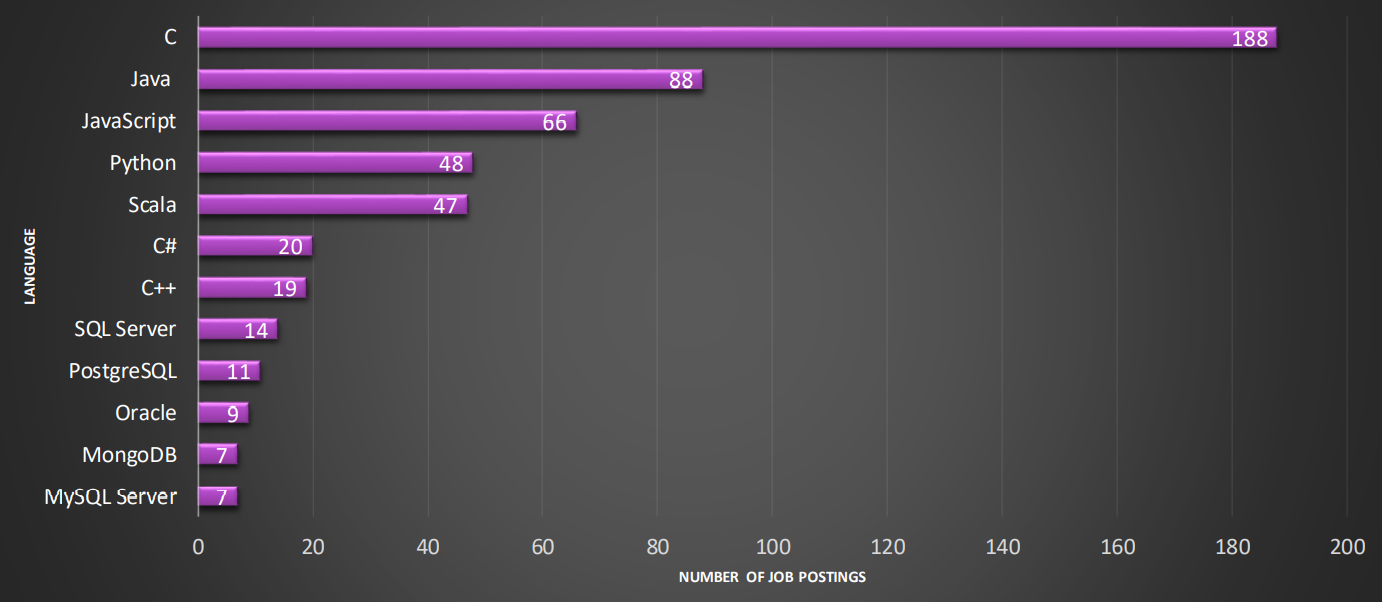 C 188
Java 88
JavaScript 66
Python 48
Scala 47
C# 20
C++ 19
SQL Server 14
PostgreSQL 11
Oracle 9
MongoDB 7
MySQL Server 7
LANGUAGE
0 20 40 60 80 100 120 140 160 180 200
NUMBER OF JOB POSTINGS